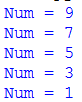 Num = 9
Num = 7
Num = 5
Num = 3
Num = 1